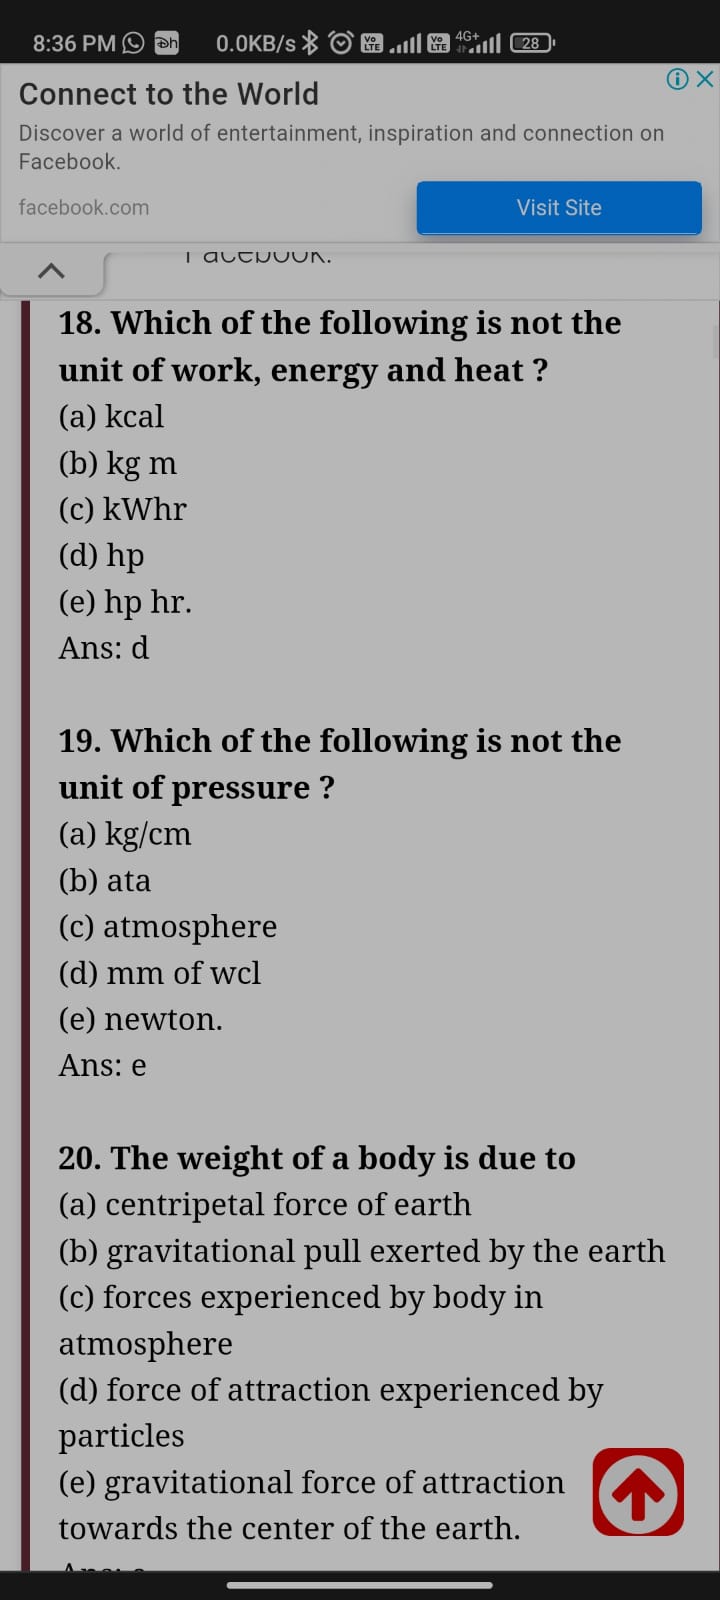 8:36 PM 0.0KB/s Vo LTE Vo LTE 4G+ 28
Connect to the World
Discover a world of entertainment, inspiration and connection on
Facebook.
facebook.com Visit Site
Facebook.
18. Which of the following is not the
unit of work, energy and heat ?
(a) kcal
(b) kg m
(c) kWhr
(d) hp
(e) hp hr.
Ans: d
19. Which of the following is not the
unit of pressure ?
(a) kg/cm
(b) ata
(c) atmosphere
(d) mm of wcl
(e) newton.
Ans: e
20. The weight of a body is due to
(a) centripetal force of earth
(b) gravitational pull exerted by the earth
(c) forces experienced by body in
atmosphere
(d) force of attraction experienced by
particles
(e) gravitational force of attraction
towards the center of the earth.